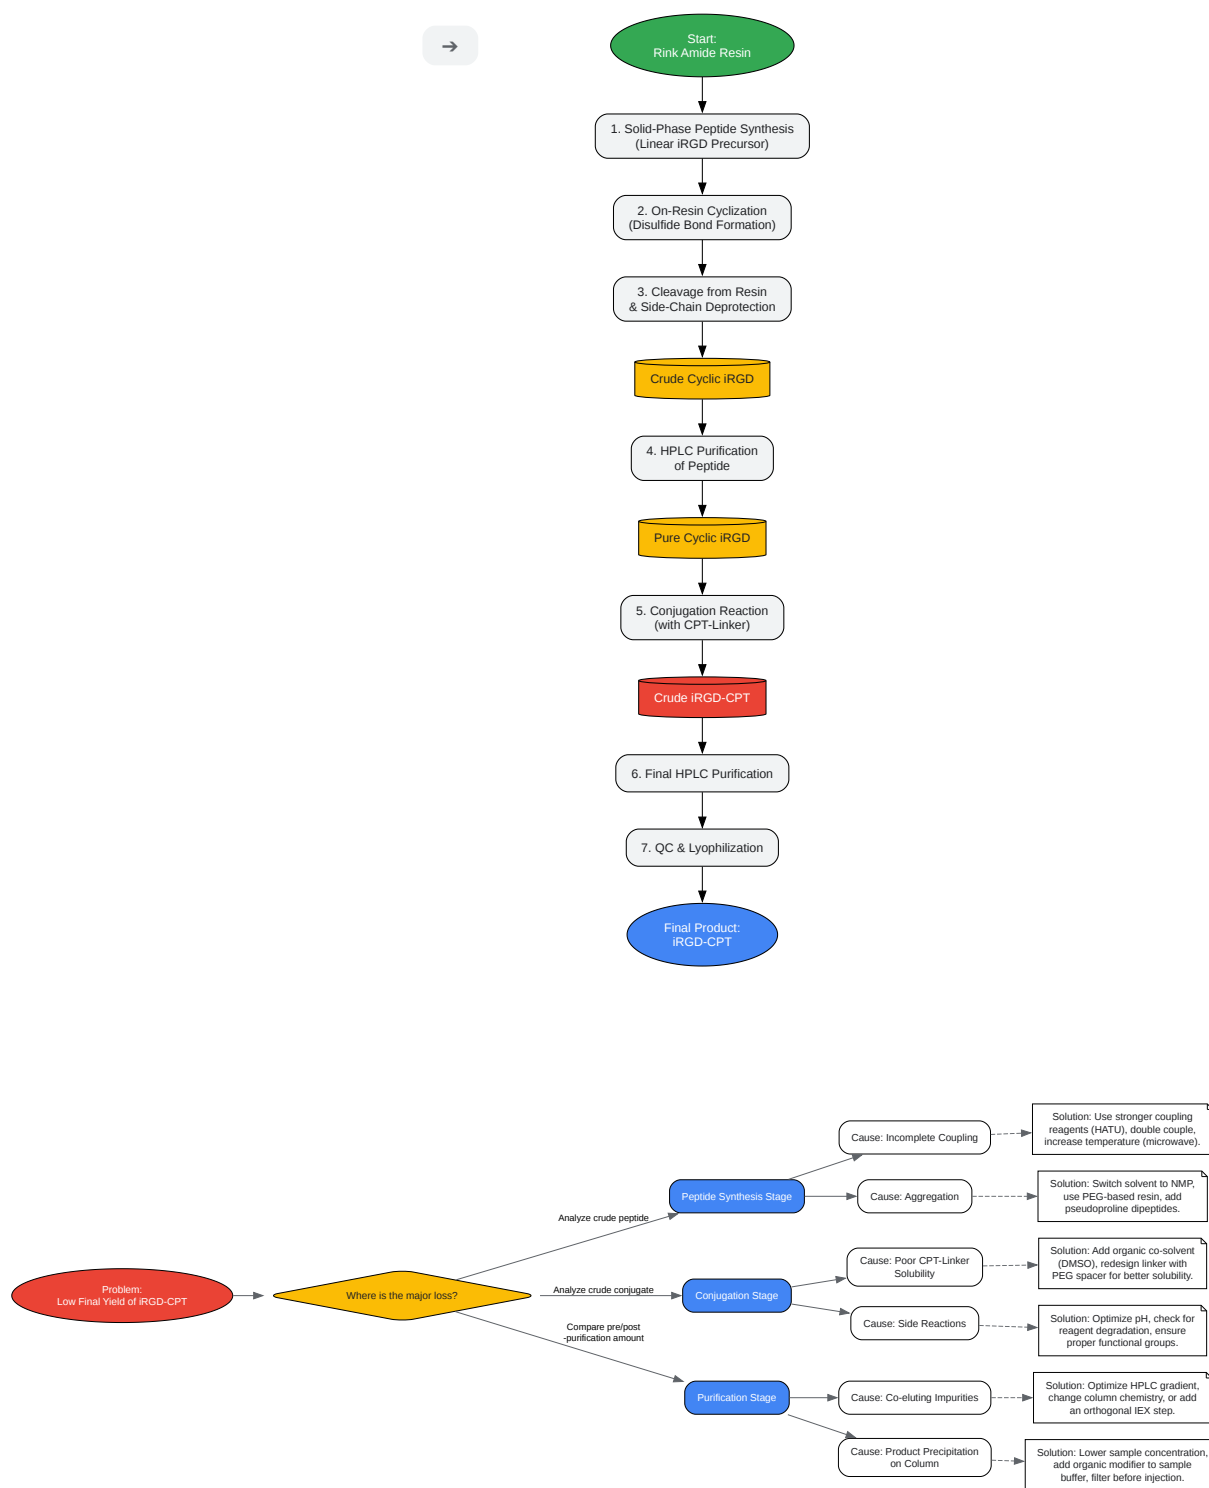 ➔
Start:
Rink Amide Resin
1. Solid-Phase Peptide Synthesis
(Linear iRGD Precursor)
2. On-Resin Cyclization
(Disulfide Bond Formation)
3. Cleavage from Resin
& Side-Chain Deprotection
Crude Cyclic iRGD
4. HPLC Purification
of Peptide
Pure Cyclic iRGD
5. Conjugation Reaction
(with CPT-Linker)
Crude iRGD-CPT
6. Final HPLC Purification
7. QC & Lyophilization
Final Product:
iRGD-CPT
Problem:
Low Final Yield of iRGD-CPT
Where is the major loss?
Analyze crude peptide
Analyze crude conjugate
Compare pre/post
-purification amount
Peptide Synthesis Stage
Conjugation Stage
Purification Stage
Cause: Incomplete Coupling
Solution: Use stronger coupling
reagents (HATU), double couple,
increase temperature (microwave).
Cause: Aggregation
Solution: Switch solvent to NMP,
use PEG-based resin, add
pseudoproline dipeptides.
Cause: Poor CPT-Linker
Solubility
Solution: Add organic co-solvent
(DMSO), redesign linker with
PEG spacer for better solubility.
Cause: Side Reactions
Solution: Optimize pH, check for
reagent degradation, ensure
proper functional groups.
Cause: Co-eluting Impurities
Solution: Optimize HPLC gradient,
change column chemistry, or add
an orthogonal IEX step.
Cause: Product Precipitation
on Column
Solution: Lower sample concentration,
add organic modifier to sample
buffer, filter before injection.